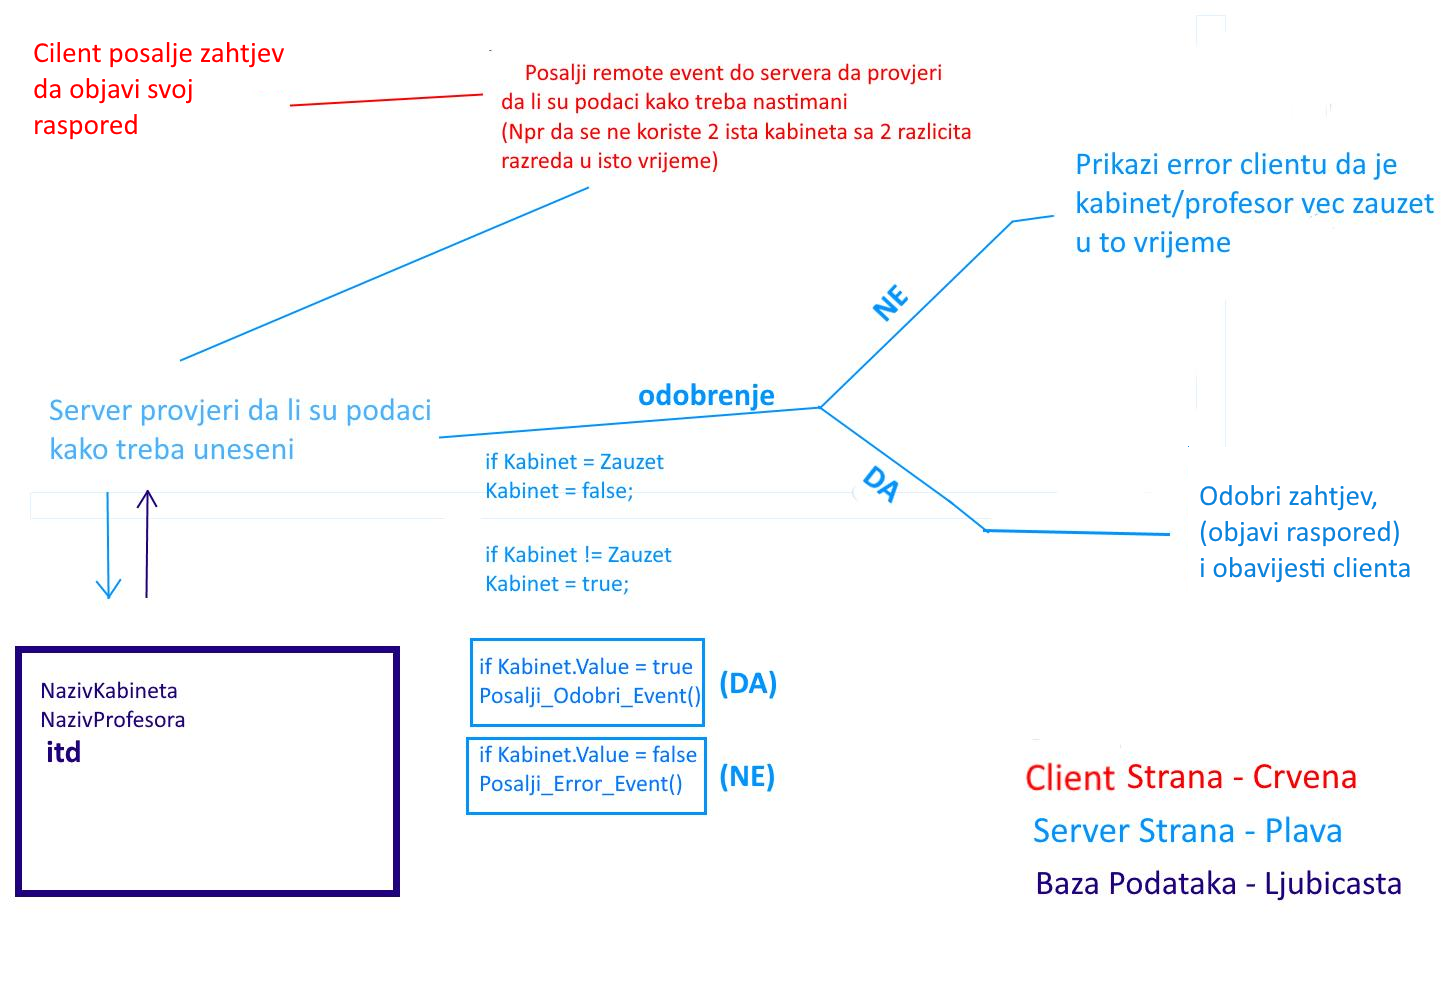 Cilent posalje zahtjev
da objavi svoj
raspored
Posalji remote event do servera da provjeri
da li su podaci kako treba nastimani
(Npr da se ne koriste 2 ista kabineta sa 2 razlicita
razreda u isto vrijeme)
Prikazi error clientu da je
kabinet/profesor vec zauzet
u to vrijeme
NE
Server provjeri da li su podaci
kako treba uneseni
odobrenje
if Kabinet = Zauzet
Kabinet = false;
if Kabinet != Zauzet
Kabinet = true;
DA
Odobri zahtjev,
(objavi raspored)
i obavijesti clienta
NazivKabineta
NazivProfesora
itd
if Kabinet.Value = true
Posalji_Odobri_Event()
(DA)
if Kabinet.Value = false
Posalji_Error_Event()
(NE)
Client Strana - Crvena
Server Strana - Plava
Baza Podataka - Ljubicasta